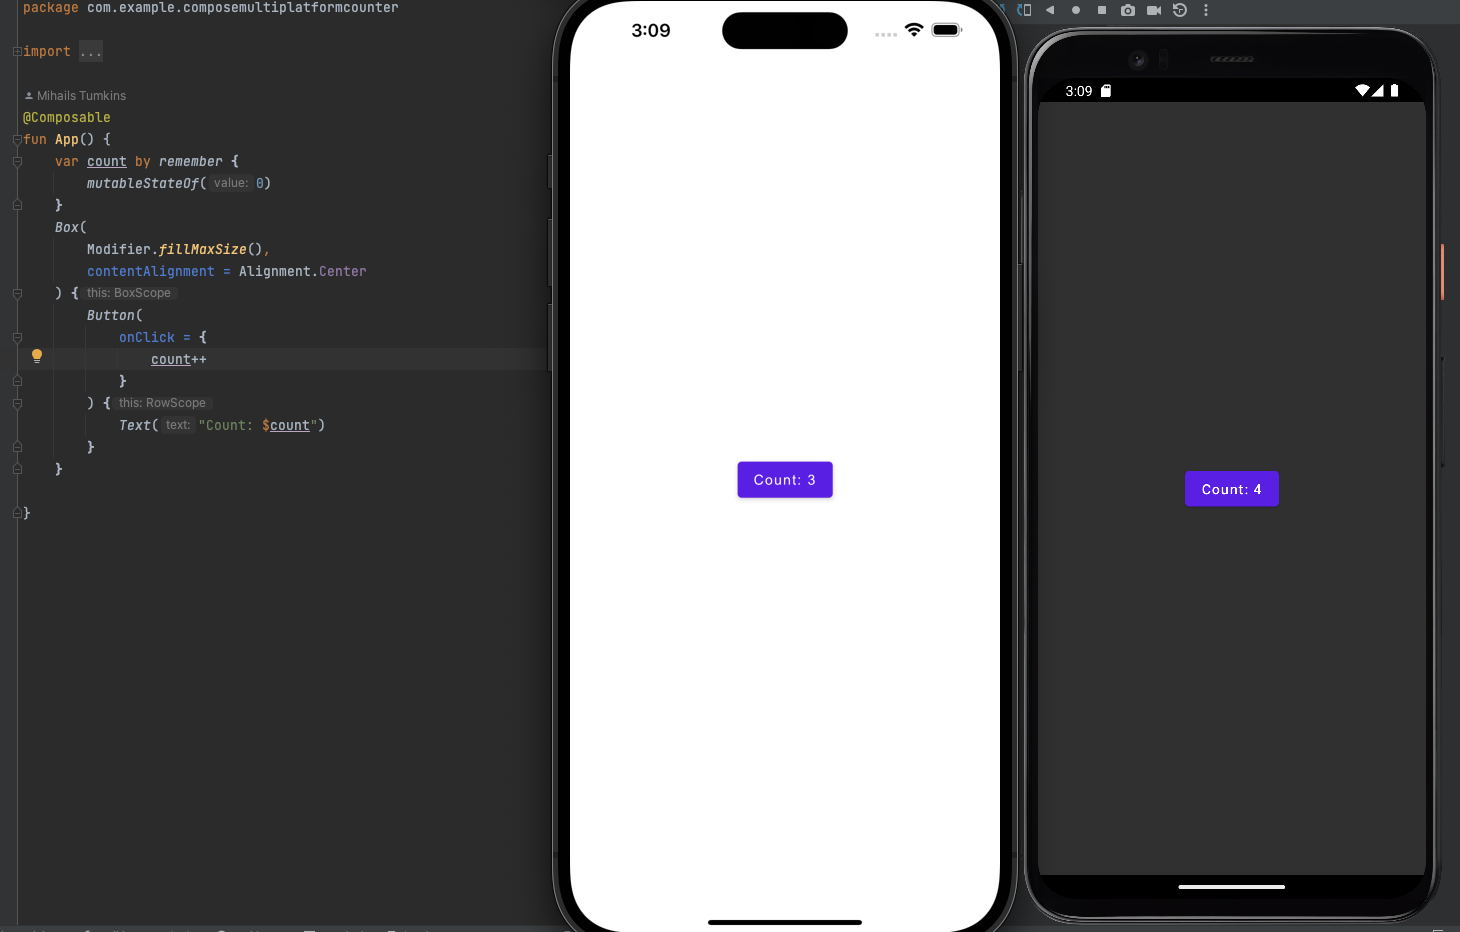 package com.example.composemultiplatformcounter
import ...
Mihails Tumkins
@Composable
fun App() {
var count by remember {
mutableStateOf( value: 0)
}
Box(
Modifier.fillMaxSize(),
contentAlignment = Alignment.Center
) { this: BoxScope
Button(
onClick = {
count++
}
) { this: RowScope
Text( text: "Count: $count")
}
}
}
3:09
Count: 3
3:09
Count: 4